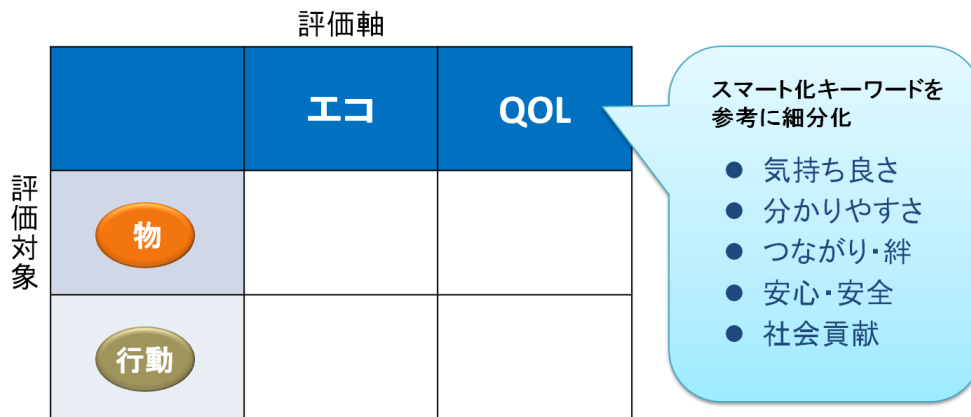 評価軸
エコ
QOL
評価対象
物
行動
スマート化キーワードを
参考に細分化
● 気持ち良さ
● 分かりやすさ
● つながり・絆
● 安心・安全
● 社会貢献